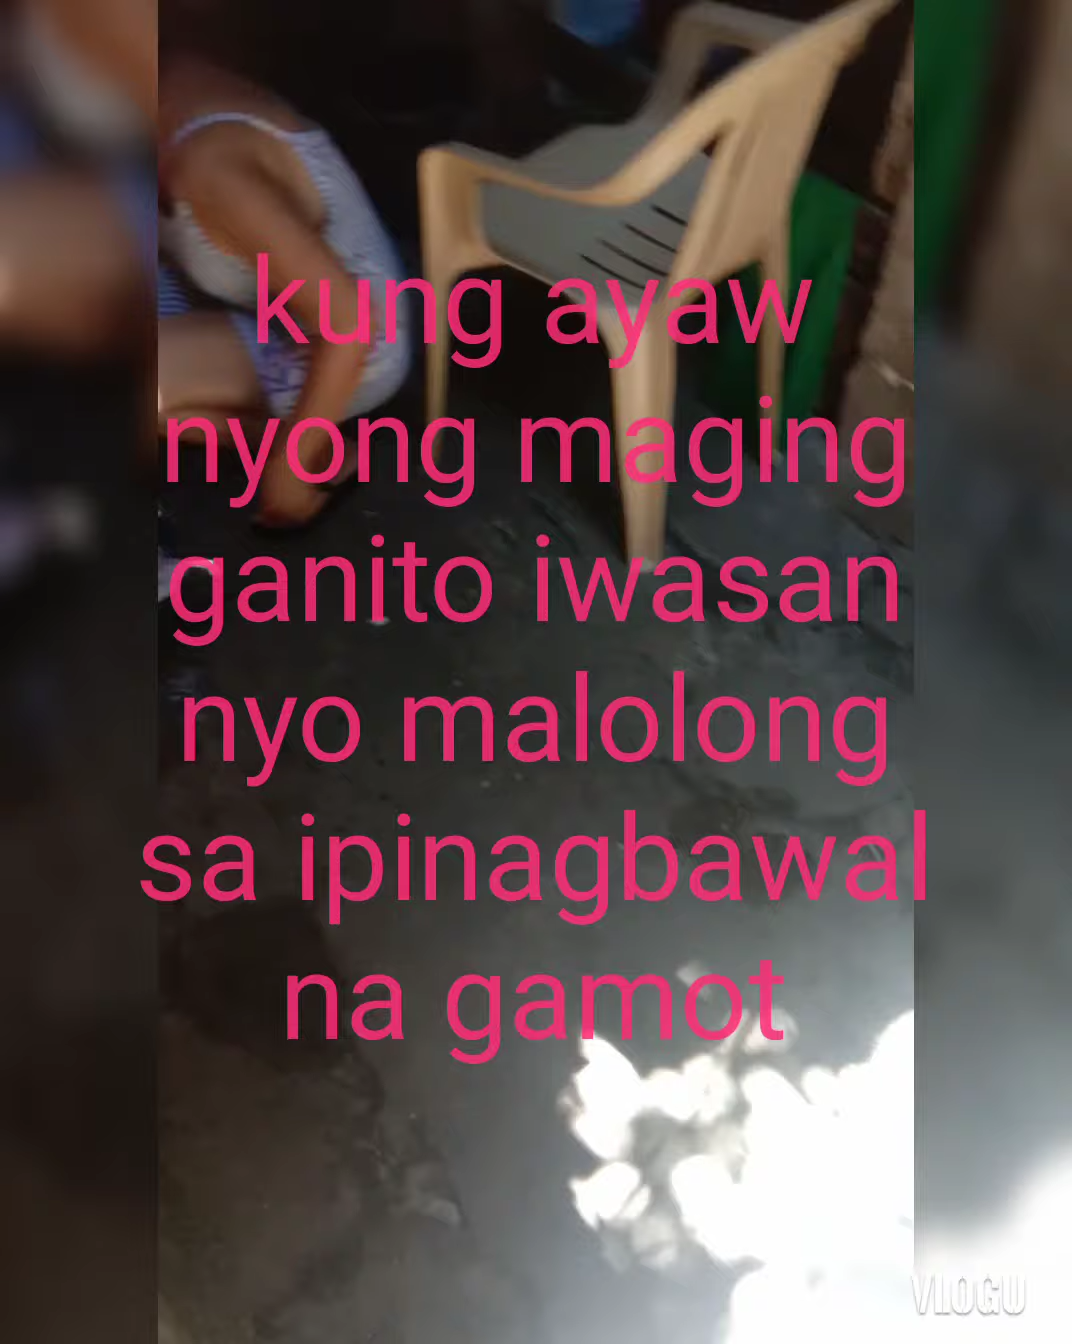 kung ayaw
nyong maging
ganito iwasan
nyo malolong
sa ipinagbawal
na gamot
VLOGU